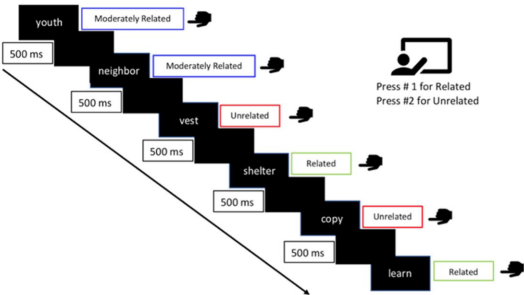 youth
Moderately Related
500 ms
neighbor
Moderately Related
Press # 1 for Related
Press #2 for Unrelated
500 ms
vest
Unrelated
500 ms
shelter
Related
500 ms
copy
Unrelated
500 ms
learn
Related